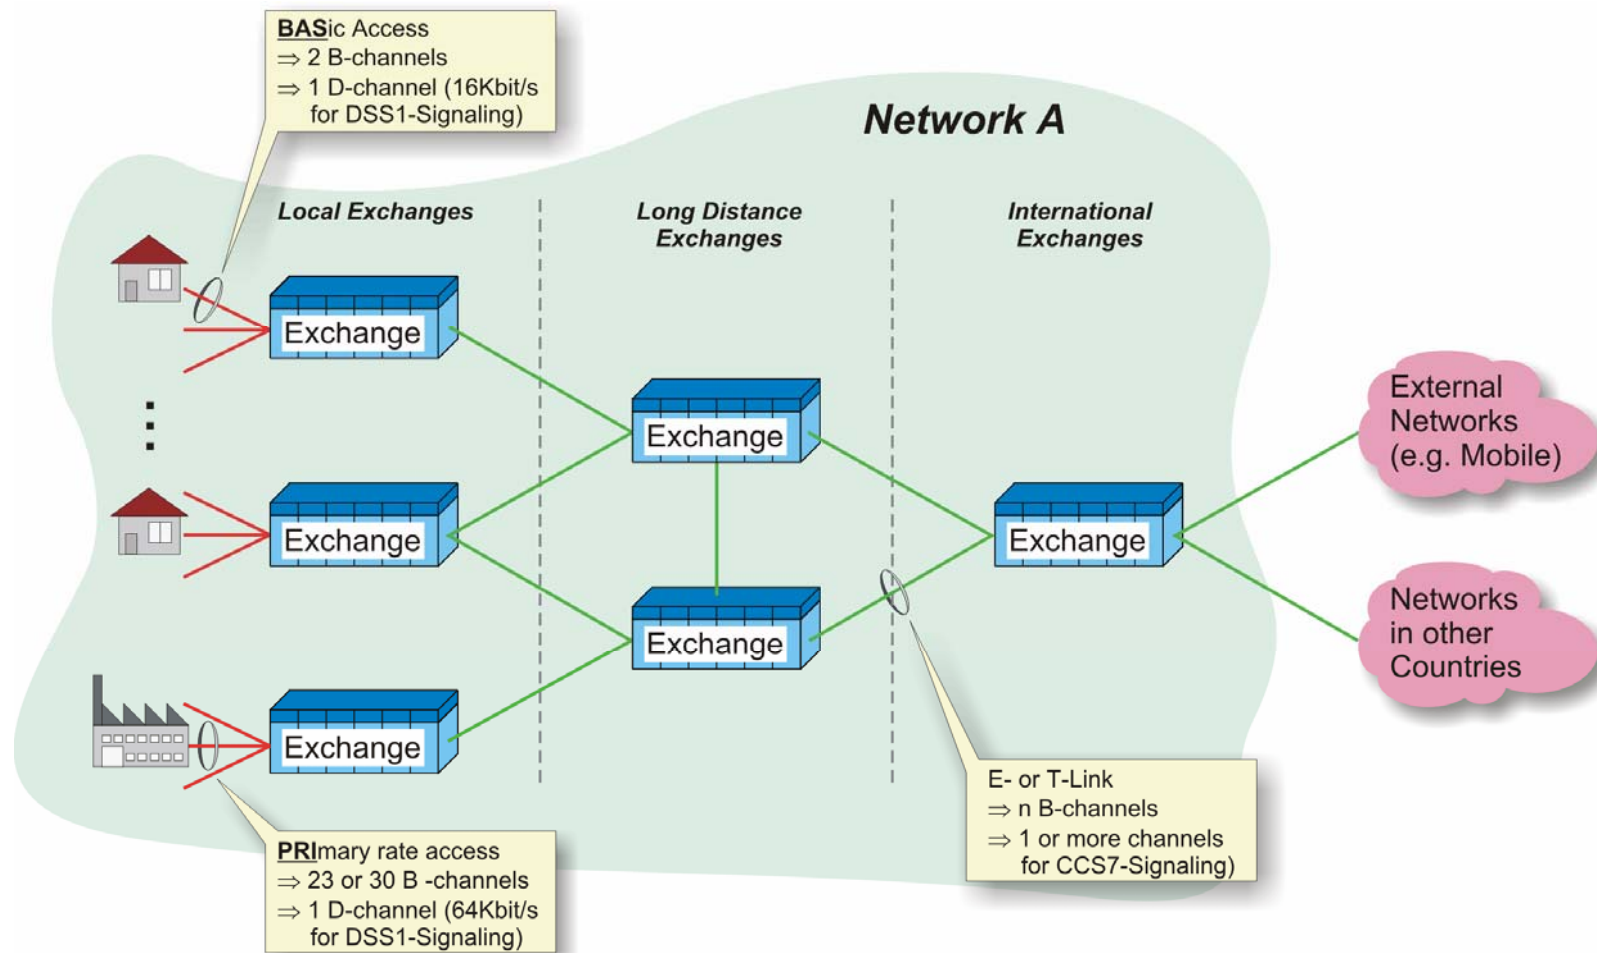 BASic Access
⇒ 2 B-channels
⇒ 1 D-channel (16Kbit/s
for DSS1-Signaling)
Network A
Local Exchanges
Long Distance
Exchanges
International
Exchanges
Exchange
Exchange
Exchange
Exchange
Exchange
Exchange
External
Networks
(e.g. Mobile)
Networks
in other
Countries
PRImary rate access
⇒ 23 or 30 B -channels
⇒ 1 D-channel (64Kbit/s
for DSS1-Signaling)
E- or T-Link
⇒ n B-channels
⇒ 1 or more channels
for CCS7-Signaling)